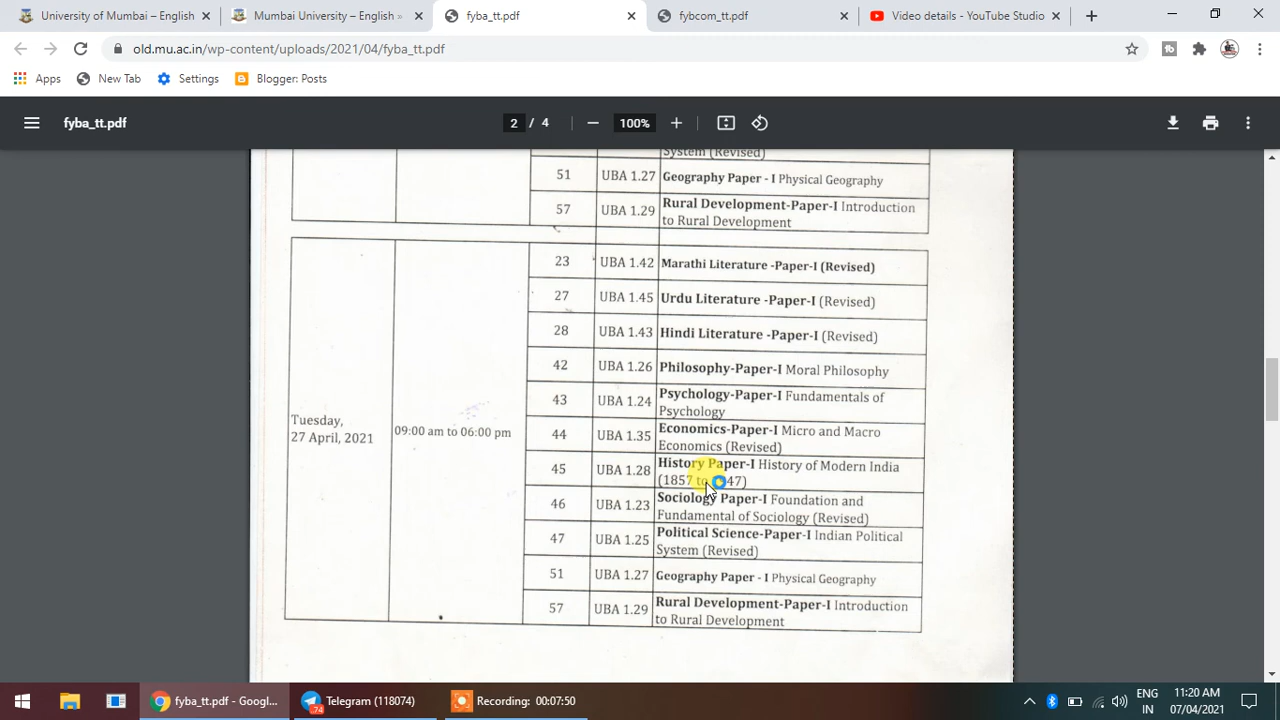 University of Mumbai – English
Mumbai University – English »
fyba_tt.pdf
fybcom_tt.pdf
Video details - YouTube Studio
old.mu.ac.in/wp-content/uploads/2021/04/fyba_tt.pdf
Apps
New Tab
Settings
Blogger: Posts
fyba_tt.pdf
2 / 4
100%
System (Revised)
51 UBA 1.27 Geography Paper - I Physical Geography
57 UBA 1.29 Rural Development-Paper-I Introduction
to Rural Development
23 UBA 1.42 Marathi Literature -Paper-I (Revised)
27 UBA 1.45 Urdu Literature -Paper-I (Revised)
28 UBA 1.43 Hindi Literature -Paper-I (Revised)
42 UBA 1.26 Philosophy-Paper-I Moral Philosophy
43 UBA 1.24 Psychology-Paper-I Fundamentals of
Psychology
Tuesday,
27 April, 2021
09:00 am to 06:00 pm
44 UBA 1.35 Economics-Paper-I Micro and Macro
Economics (Revised)
45 UBA 1.28 History Paper-I History of Modern India
(1857 to 47)
46 UBA 1.23 Sociology Paper-I Foundation and
Fundamental of Sociology (Revised)
47 UBA 1.25 Political Science-Paper-I Indian Political
System (Revised)
51 UBA 1.27 Geography Paper - I Physical Geography
57 UBA 1.29 Rural Development-Paper-I Introduction
to Rural Development
fyba_tt.pdf - Googl...
74
Telegram (118074)
Recording: 00:07:50
ENG
IN
11:20 AM
07/04/2021